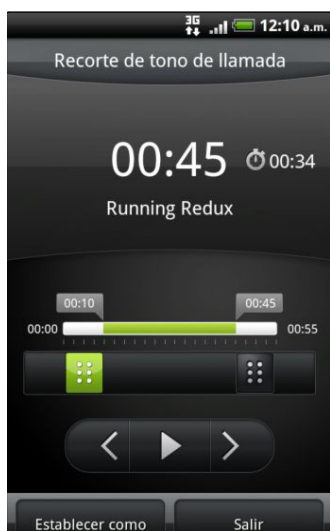 3G 12:10 a.m.
Recorte de tono de llamada
00:45 00:34
Running Redux
00:10 00:45
00:00 00:55
Establecer como Salir